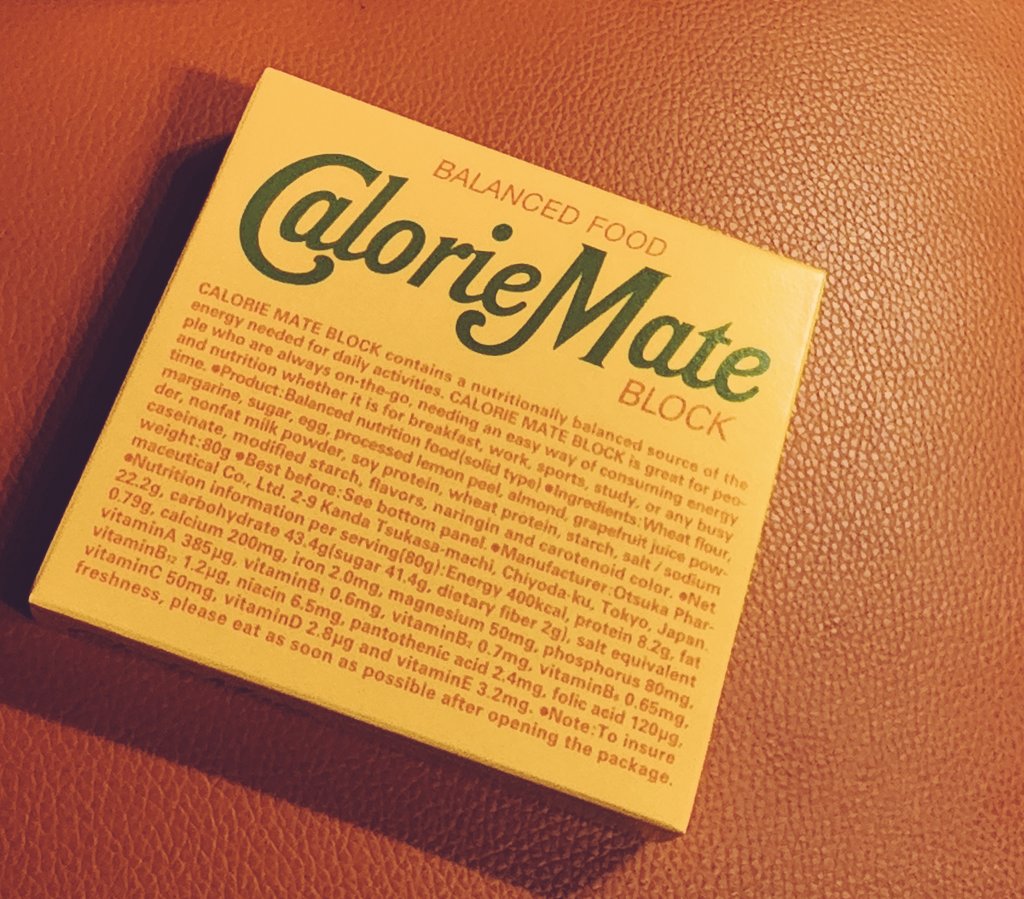 BALANCED FOOD
CalorieMate
BLOCK
CALORIE MATE BLOCK contains a nutritionally balanced source of the
energy needed for daily activities. CALORIE MATE BLOCK is great for peo-
ple who are always on-the-go, needing an easy way of consuming energy
and nutrition whether it is for breakfast, work, sports, study, or any busy
time. ●Product:Balanced nutrition food(solid type) ●Ingredients:Wheat flour,
margarine, sugar, egg, processed lemon peel, almond, grapefruit juice pow-
der, nonfat milk powder, soy protein, wheat protein, starch, salt / sodium
caseinate, modified starch, flavors, naringin and carotenoid color. ●Net
weight:80g ●Best before:See bottom panel. ●Manufacturer:Otsuka Phar-
maceutical Co., Ltd. 2-9 Kanda Tsukasa-machi, Chiyoda-ku, Tokyo, Japan
●Nutrition information per serving(80g):Energy 400kcal, protein 8.2g, fat
22.2g, carbohydrate 43.4g(sugar 41.4g, dietary fiber 2g), salt equivalent
0.79g, calcium 200mg, iron 2.0mg, magnesium 50mg, phosphorus 80mg,
vitaminA 385μg, vitaminB₁ 0.6mg, vitaminB₂ 0.7mg, vitaminB₆ 0.65mg,
vitaminB₁₂ 1.2μg, niacin 6.5mg, pantothenic acid 2.4mg, folic acid 120μg,
vitaminC 50mg, vitaminD 2.8μg and vitaminE 3.2mg. ●Note:To insure
freshness, please eat as soon as possible after opening the package.